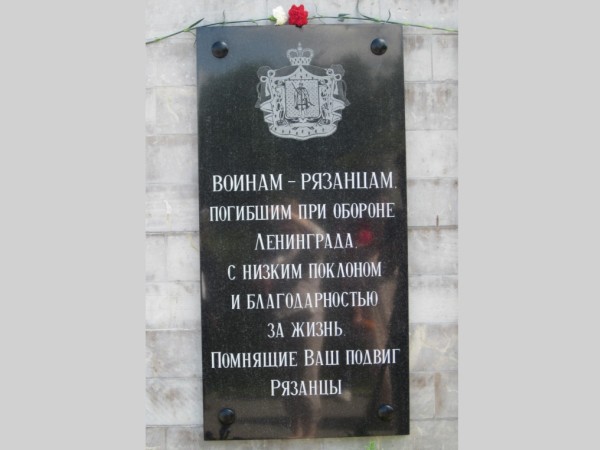 ВОИНАМ – РЯЗАНЦАМ,
ПОГИБШИМ ПРИ ОБОРОНЕ
ЛЕНИНГРАДА,
С НИЗКИМ ПОКЛОНОМ
И БЛАГОДАРНОСТЬЮ
ЗА ЖИЗНЬ.
ПОМНЯЩИЕ ВАШ ПОДВИГ
РЯЗАНЦЫ